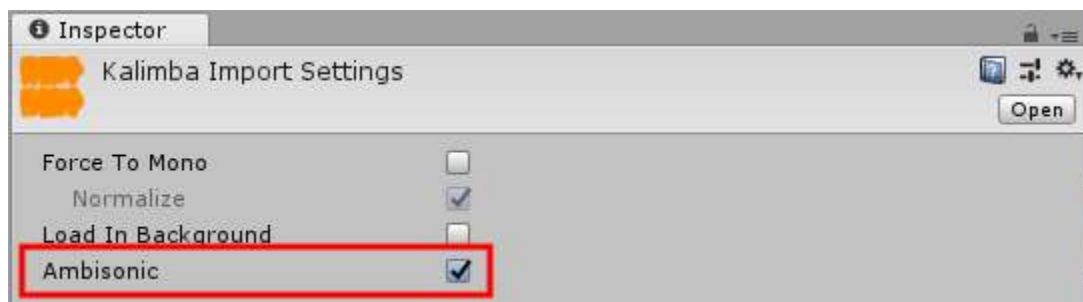 Inspector
Kalimba Import Settings
Open
Force To Mono
Normalize
Load In Background
Ambisonic